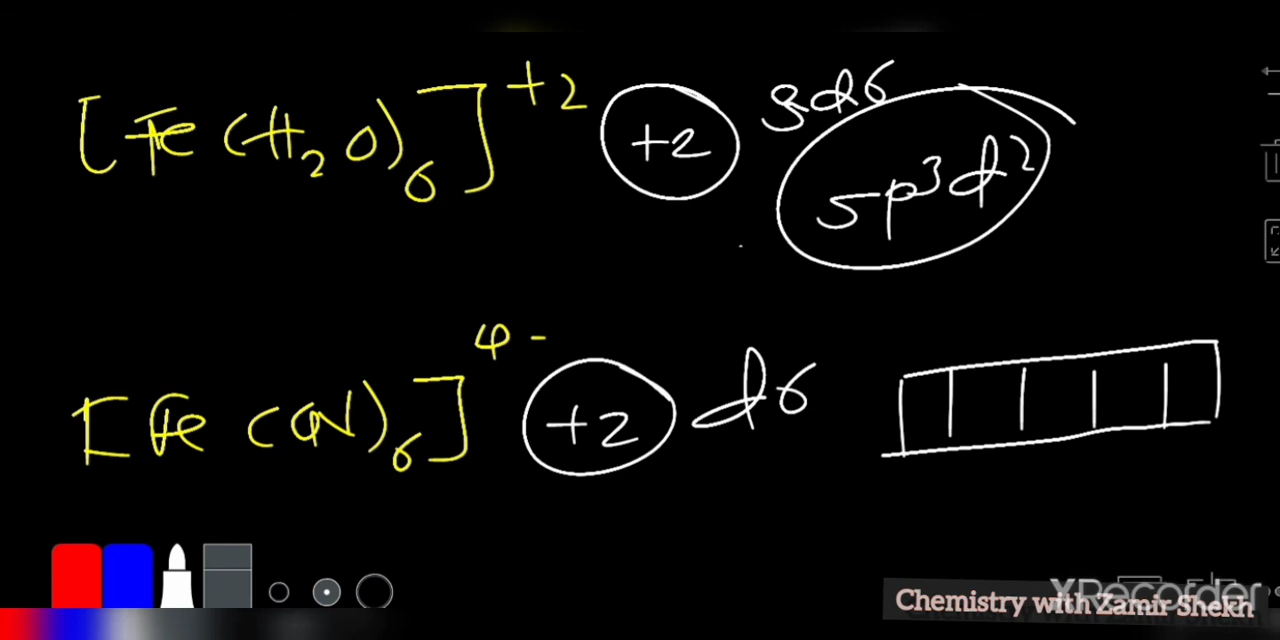 [Fe(H₂O)₆]⁺² +2 3d6
sp³d²
[Fe(CN)₆]⁴⁻ +2 d6
XRecorder
Chemistry with Zamir Shekh